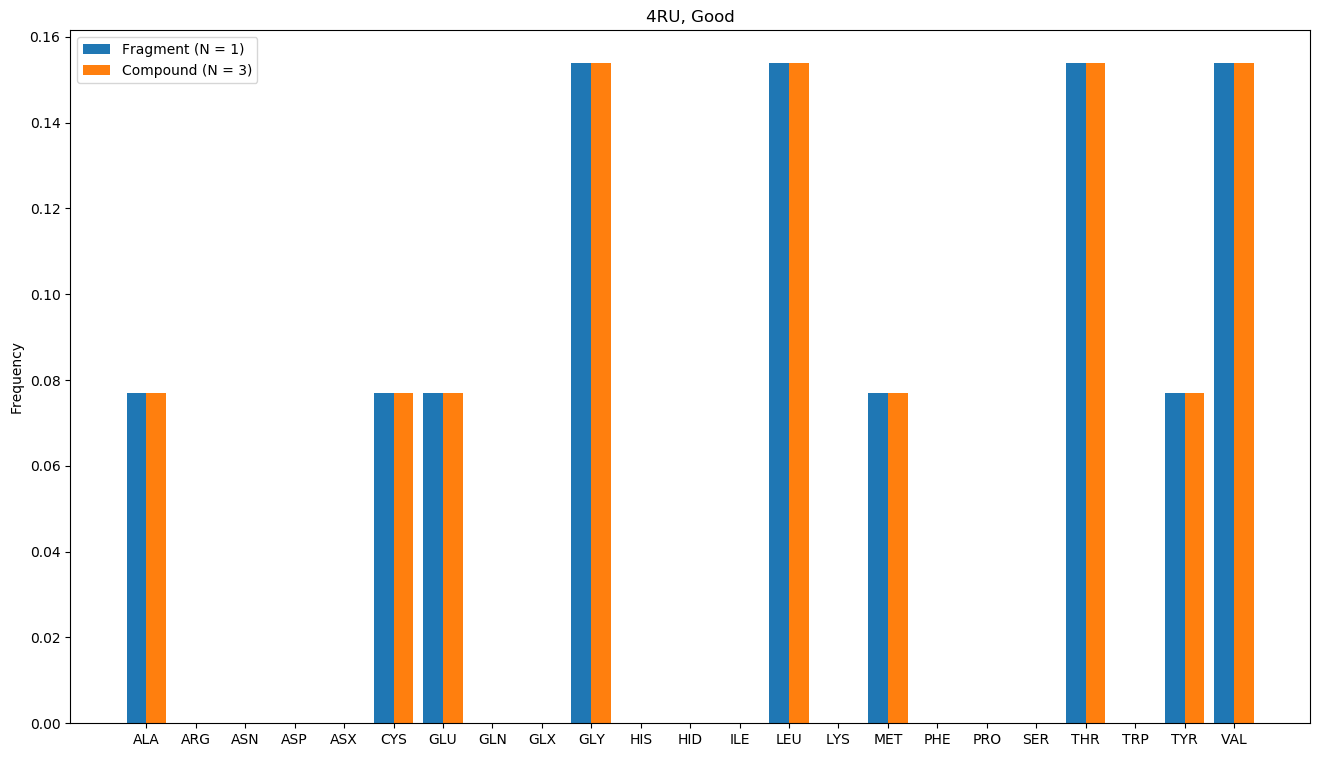 4RU, Good
Fragment (N = 1)
Compound (N = 3)
0.16
0.14
0.12
0.10
0.08
0.06
0.04
0.02
0.00
Frequency
ALA ARG ASN ASP ASX CYS GLU GLN GLX GLY HIS HID ILE LEU LYS MET PHE PRO SER THR TRP TYR VAL